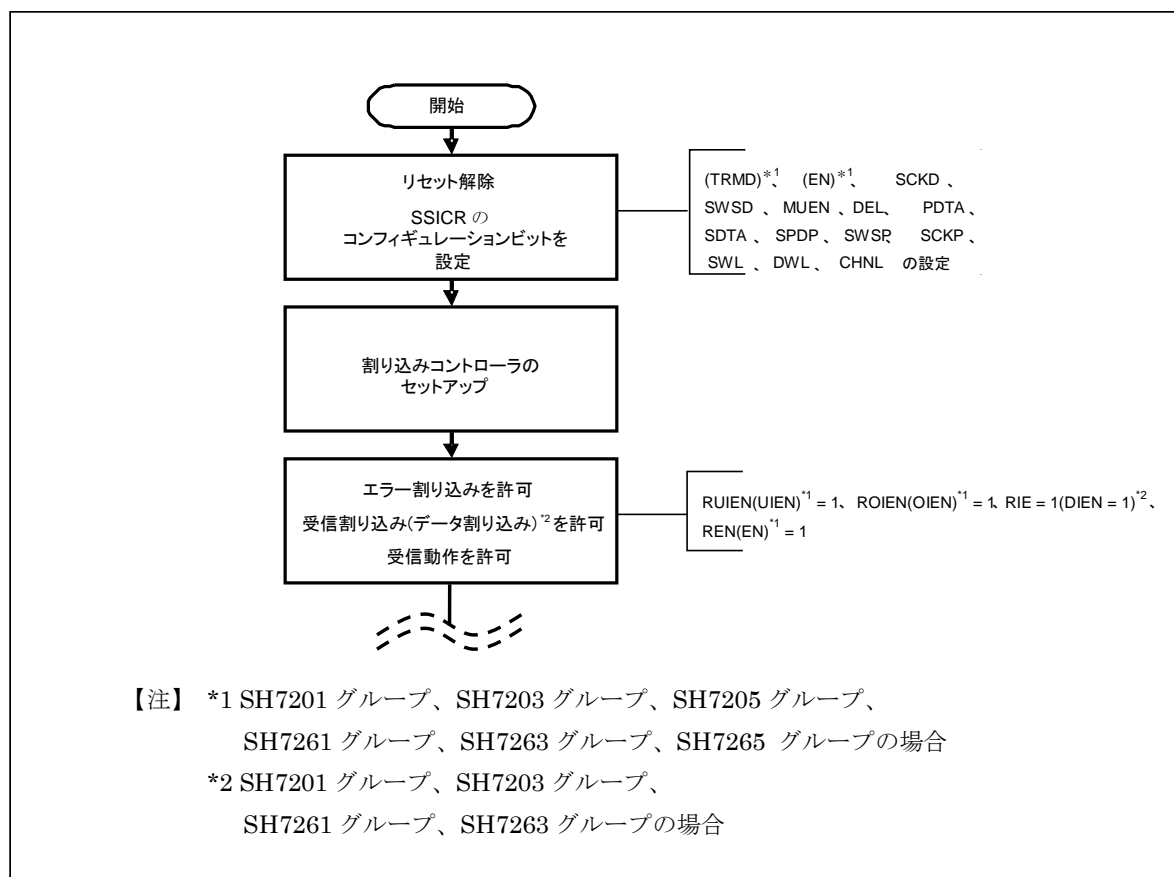 開始
リセット解除
SSICR の
コンフィギュレーションビットを
設定
(TRMD)*1、 (EN)*1、 SCKD 、
SWSD 、 MUEN 、DEL、 PDTA、
SDTA 、 SPDP、 SWSP、 SCKP 、
SWL 、 DWL、 CHNL の設定
割り込みコントローラの
セットアップ
エラー割り込みを許可
受信割り込み(データ割り込み)*2を許可
受信動作を許可
RUIEN(UIEN)*1 = 1、 ROIEN(OIEN)*1 = 1、RIE = 1(DIEN = 1)*2、
REN(EN)*1 = 1
【注】 *1 SH7201 グループ、SH7203 グループ、SH7205 グループ、
SH7261 グループ、SH7263 グループ、SH7265 グループの場合
*2 SH7201 グループ、SH7203 グループ、
SH7261 グループ、SH7263 グループの場合